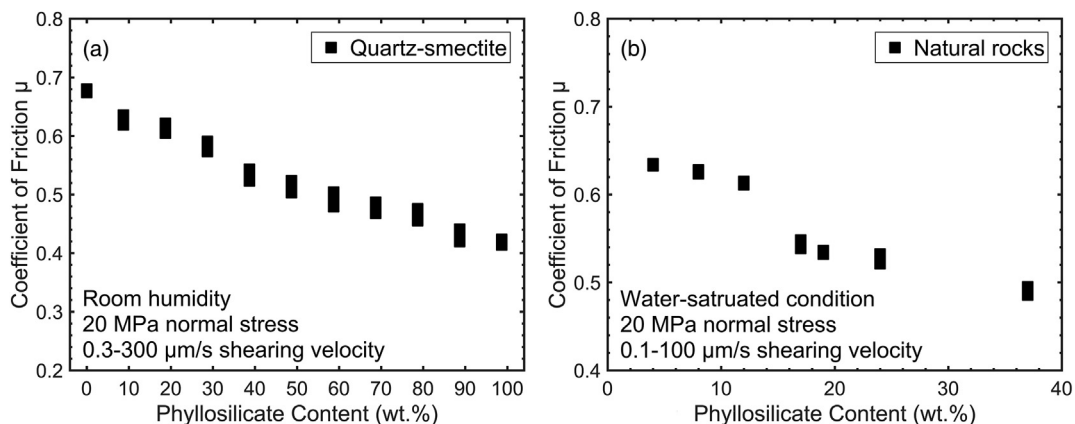 (a)
Quartz-smectite
0.8
0.7
0.6
0.5
0.4
0.3
0.2
Coefficient of Friction μ
Room humidity
20 MPa normal stress
0.3-300 μm/s shearing velocity
0 10 20 30 40 50 60 70 80 90 100
Phyllosilicate Content (wt.%)
(b)
Natural rocks
0.8
0.7
0.6
0.5
0.4
Coefficient of Friction μ
Water-satruated condition
20 MPa normal stress
0.1-100 μm/s shearing velocity
0 10 20 30 40
Phyllosilicate Content (wt.%)